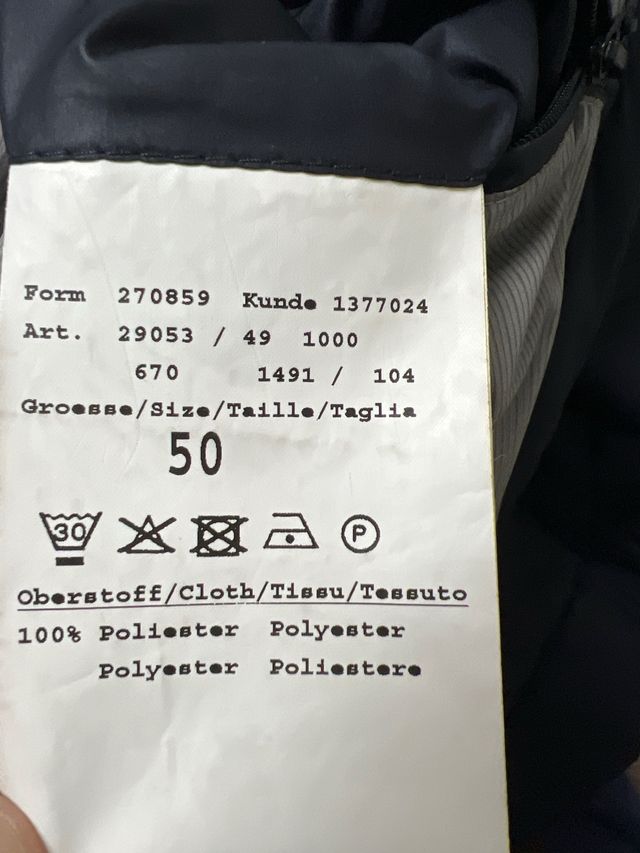 Form 270859 Kunde 1377024
Art. 29053 / 49 1000
670 1491 / 104
Groesse/Size/Taille/Taglia
50
30
P
Oberstoff/Cloth/Tissu/Tessuto
100% Poliester Polyester
Polyester Poliestere